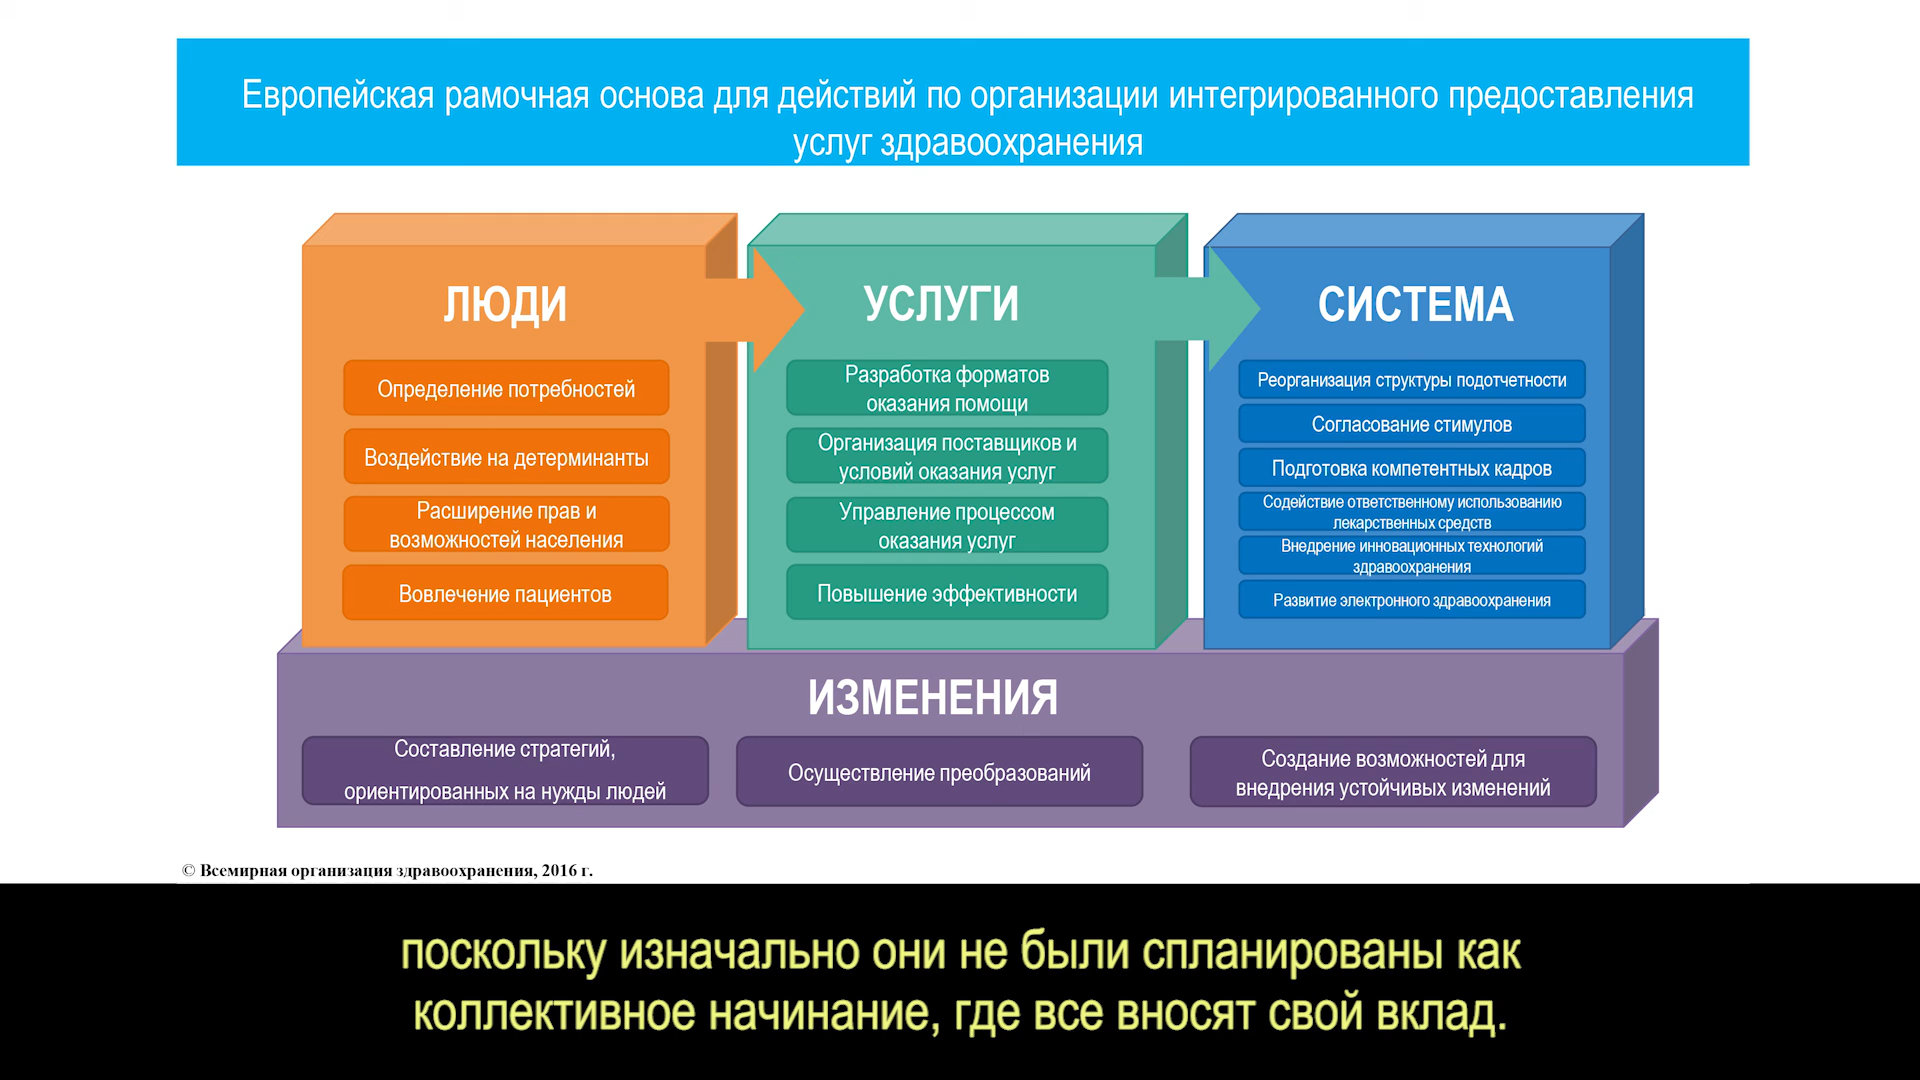 Европейская рамочная основа для действий по организации интегрированного предоставления
услуг здравоохранения
ЛЮДИ
Определение потребностей
Воздействие на детерминанты
Расширение прав и
возможностей населения
Вовлечение пациентов
УСЛУГИ
Разработка форматов
оказания помощи
Организация поставщиков и
условий оказания услуг
Управление процессом
оказания услуг
Повышение эффективности
СИСТЕМА
Реорганизация структуры подотчетности
Согласование стимулов
Подготовка компетентных кадров
Содействие ответственному использованию
лекарственных средств
Внедрение инновационных технологий
здравоохранения
Развитие электронного здравоохранения
ИЗМЕНЕНИЯ
Составление стратегий,
ориентированных на нужды людей
Осуществление преобразований
Создание возможностей для
внедрения устойчивых изменений
© Всемирная организация здравоохранения, 2016 г.
поскольку изначально они не были спланированы как
коллективное начинание, где все вносят свой вклад.